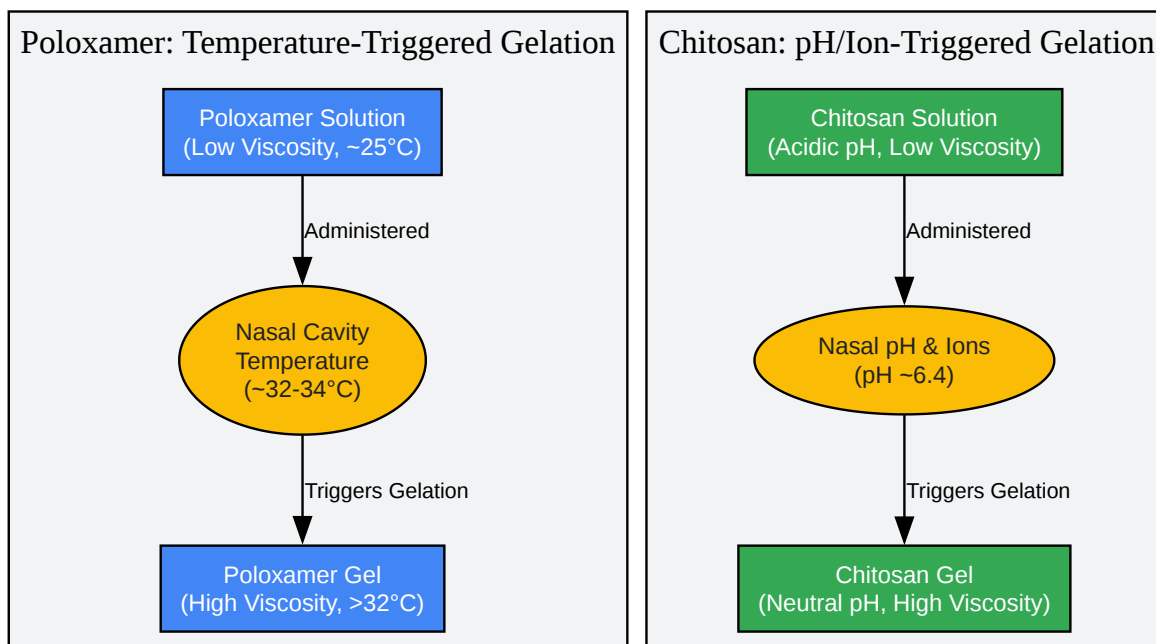 Poloxamer: Temperature-Triggered Gelation
Poloxamer Solution
(Low Viscosity, ~25°C)
Administered
Nasal Cavity
Temperature
(~32-34°C)
Triggers Gelation
Poloxamer Gel
(High Viscosity, >32°C)
Chitosan: pH/Ion-Triggered Gelation
Chitosan Solution
(Acidic pH, Low Viscosity)
Administered
Nasal pH & Ions
(pH ~6.4)
Triggers Gelation
Chitosan Gel
(Neutral pH, High Viscosity)